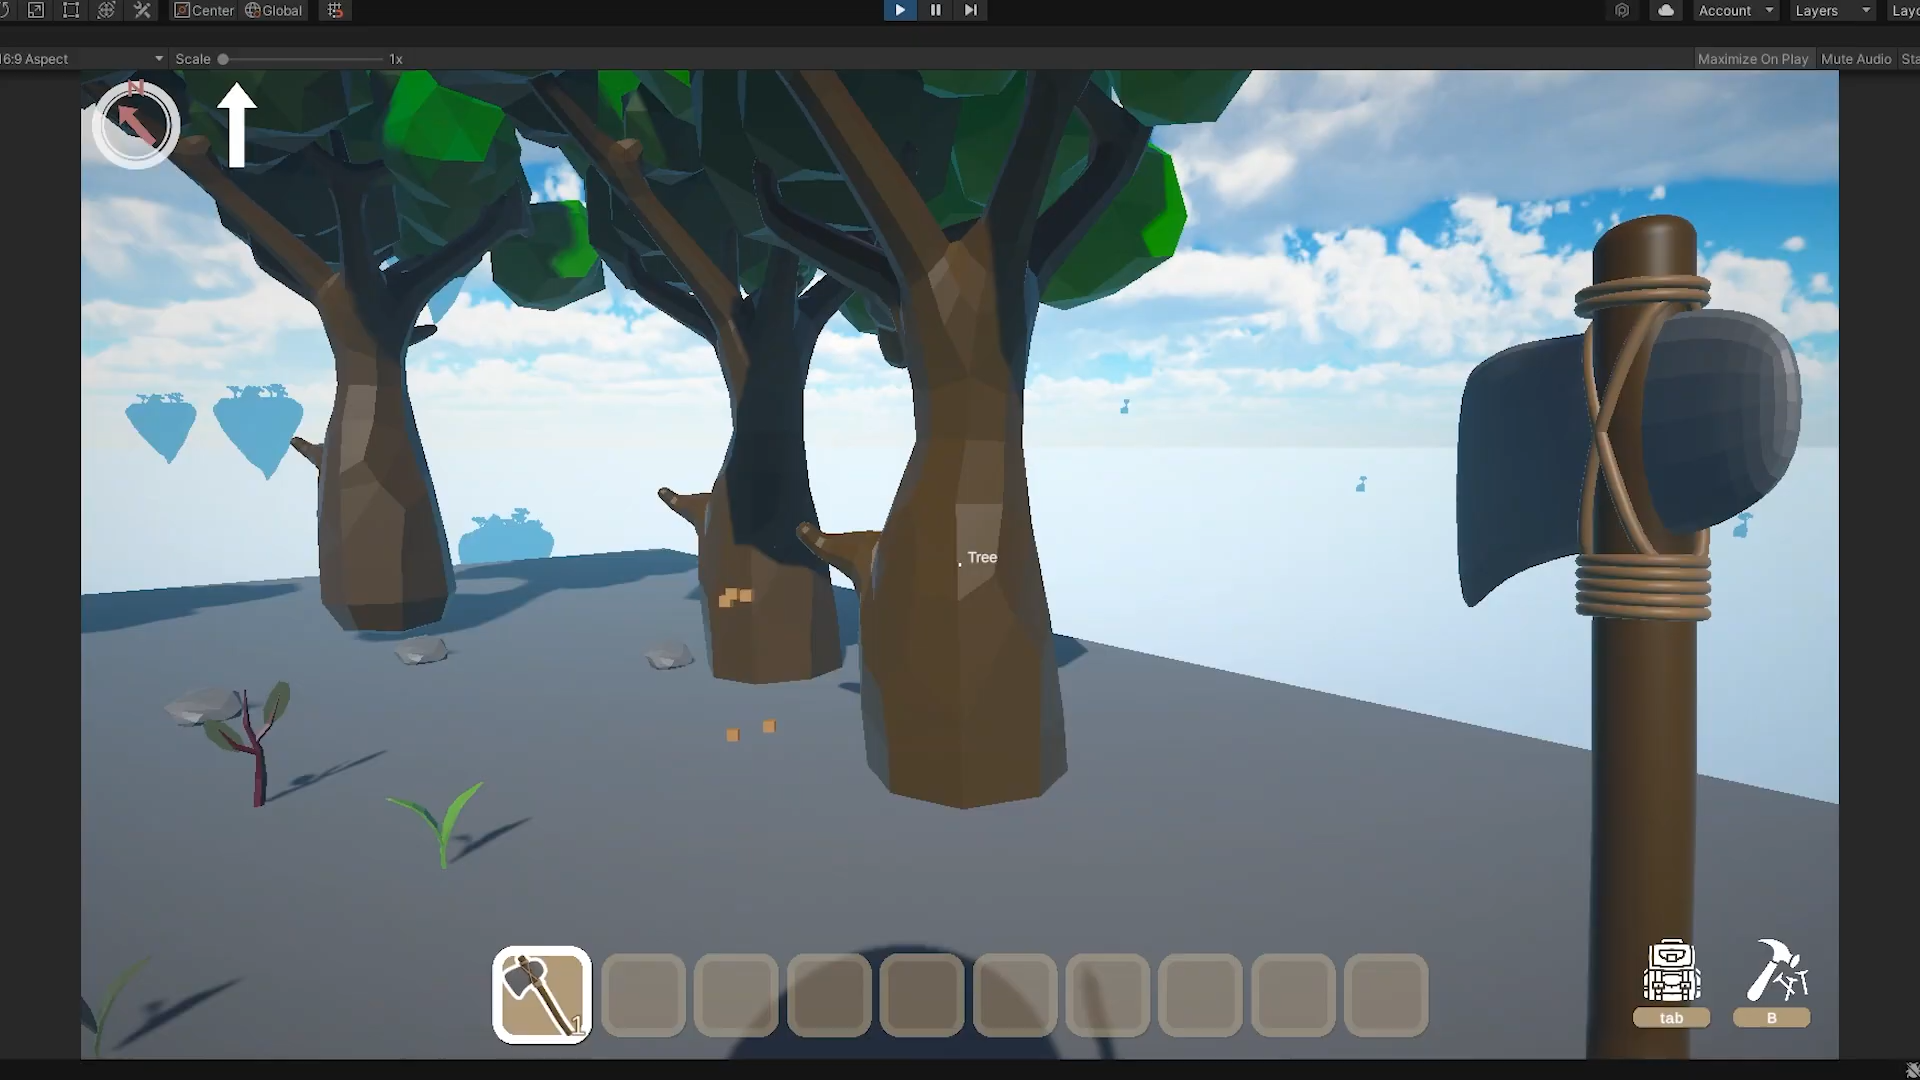 Center Global
Account Layers
16:9 Aspect Scale 1x Maximize On Play Mute Audio
N
Tree
1
tab B